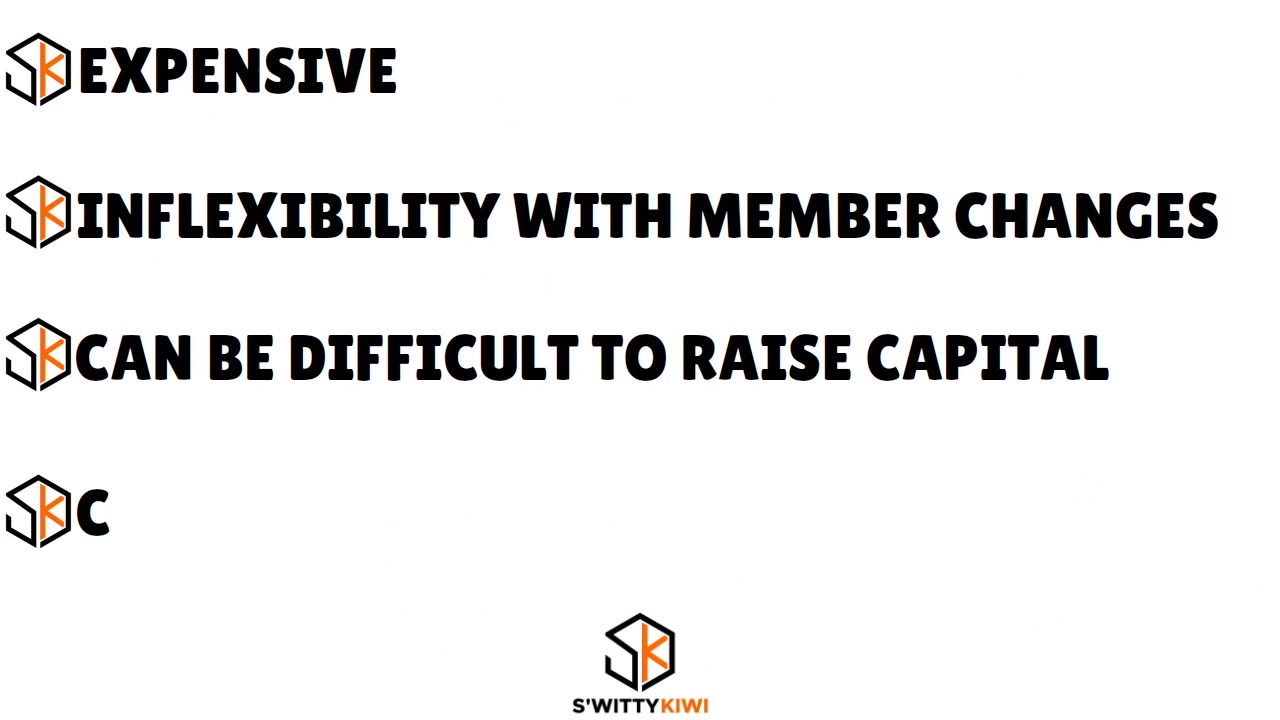 EXPENSIVE
INFLEXIBILITY WITH MEMBER CHANGES
CAN BE DIFFICULT TO RAISE CAPITAL
C
S'WITTYKIWI